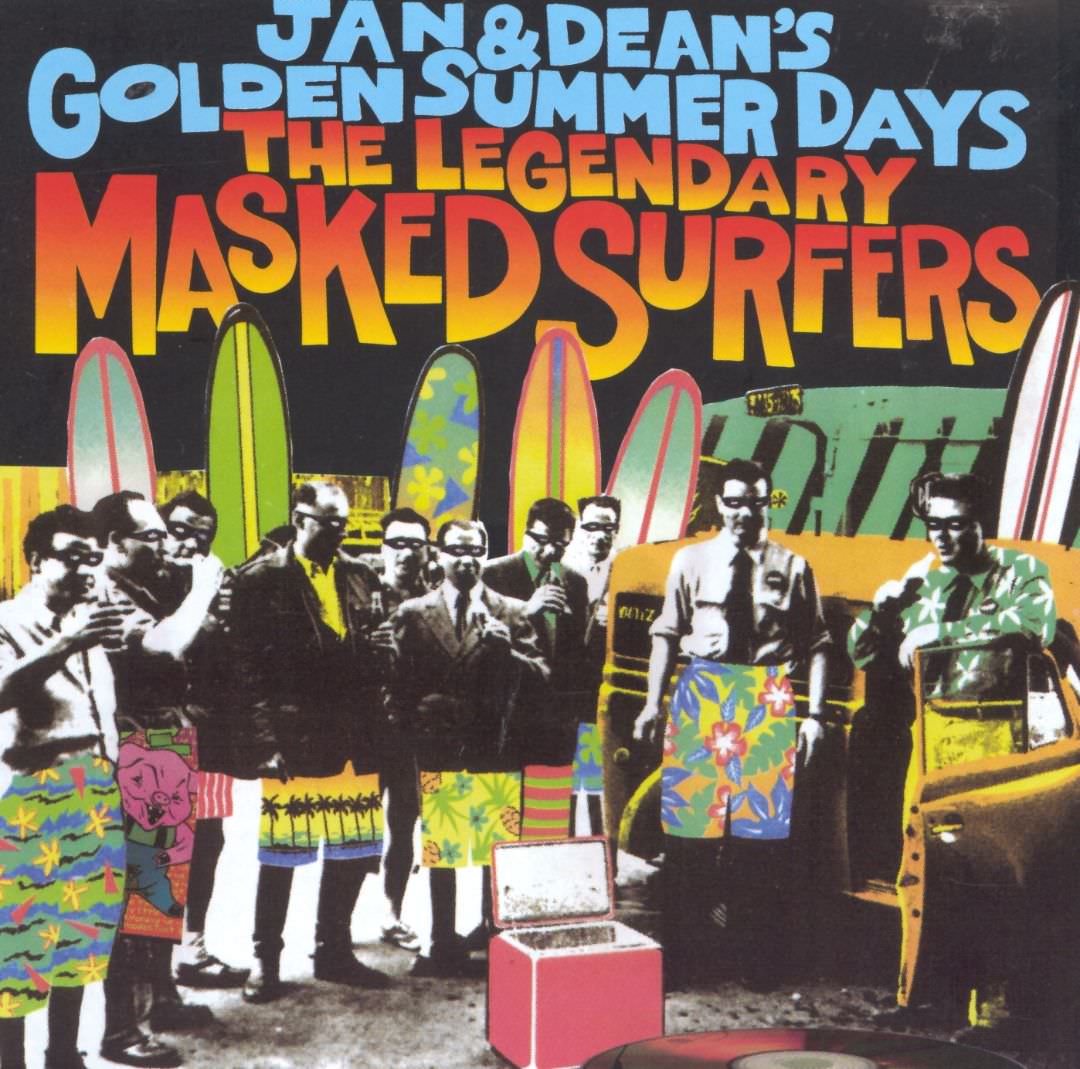 JAN & DEAN'S
GOLDEN SUMMER DAYS
THE LEGENDARY
MASKED SURFERS